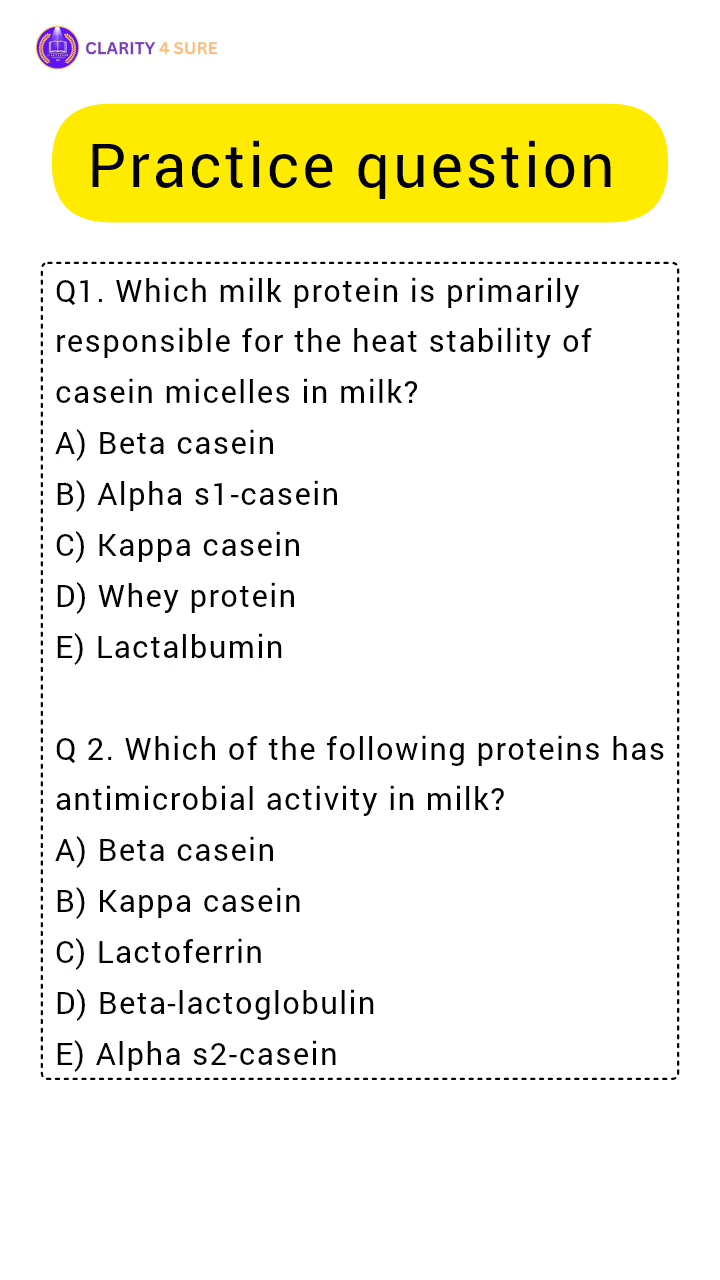 CLARITY 4 SURE
Practice question
Q1. Which milk protein is primarily
responsible for the heat stability of
casein micelles in milk?
A) Beta casein
B) Alpha s1-casein
C) Kappa casein
D) Whey protein
E) Lactalbumin
Q 2. Which of the following proteins has
antimicrobial activity in milk?
A) Beta casein
B) Kappa casein
C) Lactoferrin
D) Beta-lactoglobulin
E) Alpha s2-casein